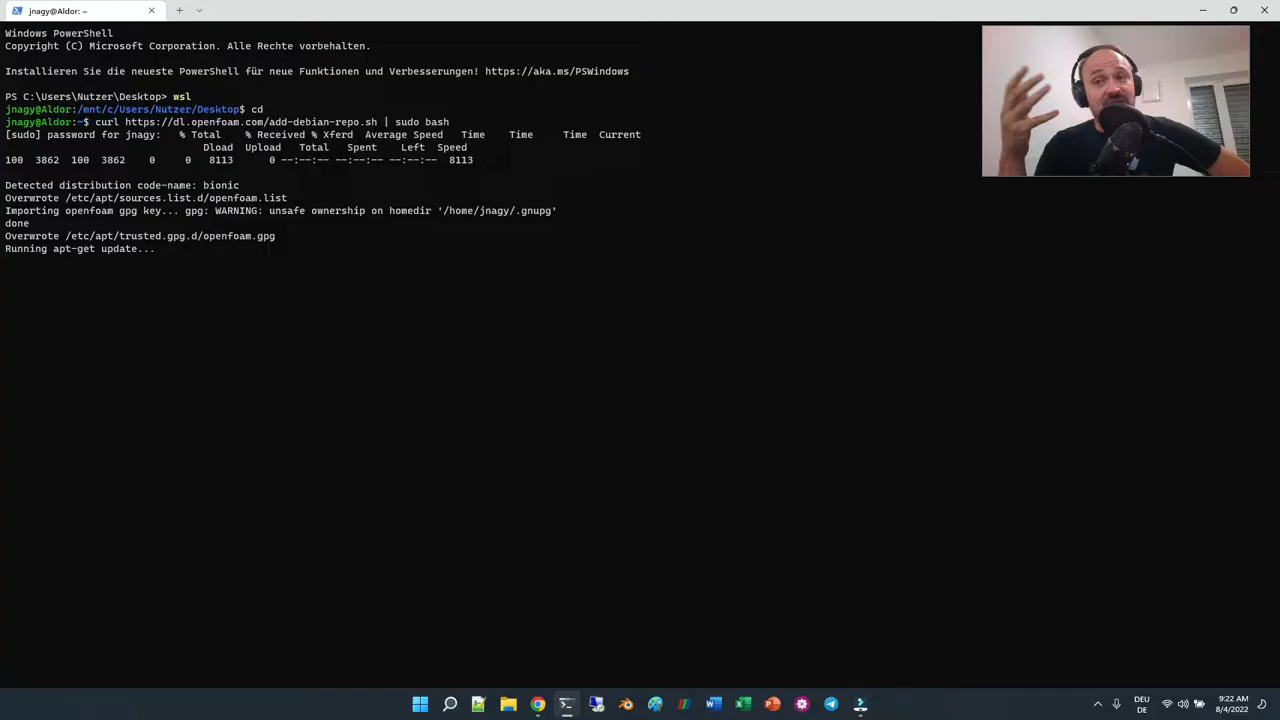 jnagy@Aldor: ~
Windows PowerShell
Copyright (C) Microsoft Corporation. Alle Rechte vorbehalten.
Installieren Sie die neueste PowerShell für neue Funktionen und Verbesserungen! https://aka.ms/PSWindows
PS C:\Users\Nutzer\Desktop> wsl
jnagy@Aldor:/mnt/c/Users/Nutzer/Desktop$ cd
jnagy@Aldor:~$ curl https://dl.openfoam.com/add-debian-repo.sh | sudo bash
[sudo] password for jnagy:   % Total    % Received % Xferd  Average Speed   Time    Time     Time  Current
Dload  Upload   Total   Spent    Left  Speed
100  3862  100  3862    0     0   8113      0 --:--:-- --:--:-- --:--:--  8113
Detected distribution code-name: bionic
Overwrote /etc/apt/sources.list.d/openfoam.list
Importing openfoam gpg key... gpg: WARNING: unsafe ownership on homedir '/home/jnagy/.gnupg'
done
Overwrote /etc/apt/trusted.gpg.d/openfoam.gpg
Running apt-get update...
DEU
DE
9:22 AM
8/4/2022